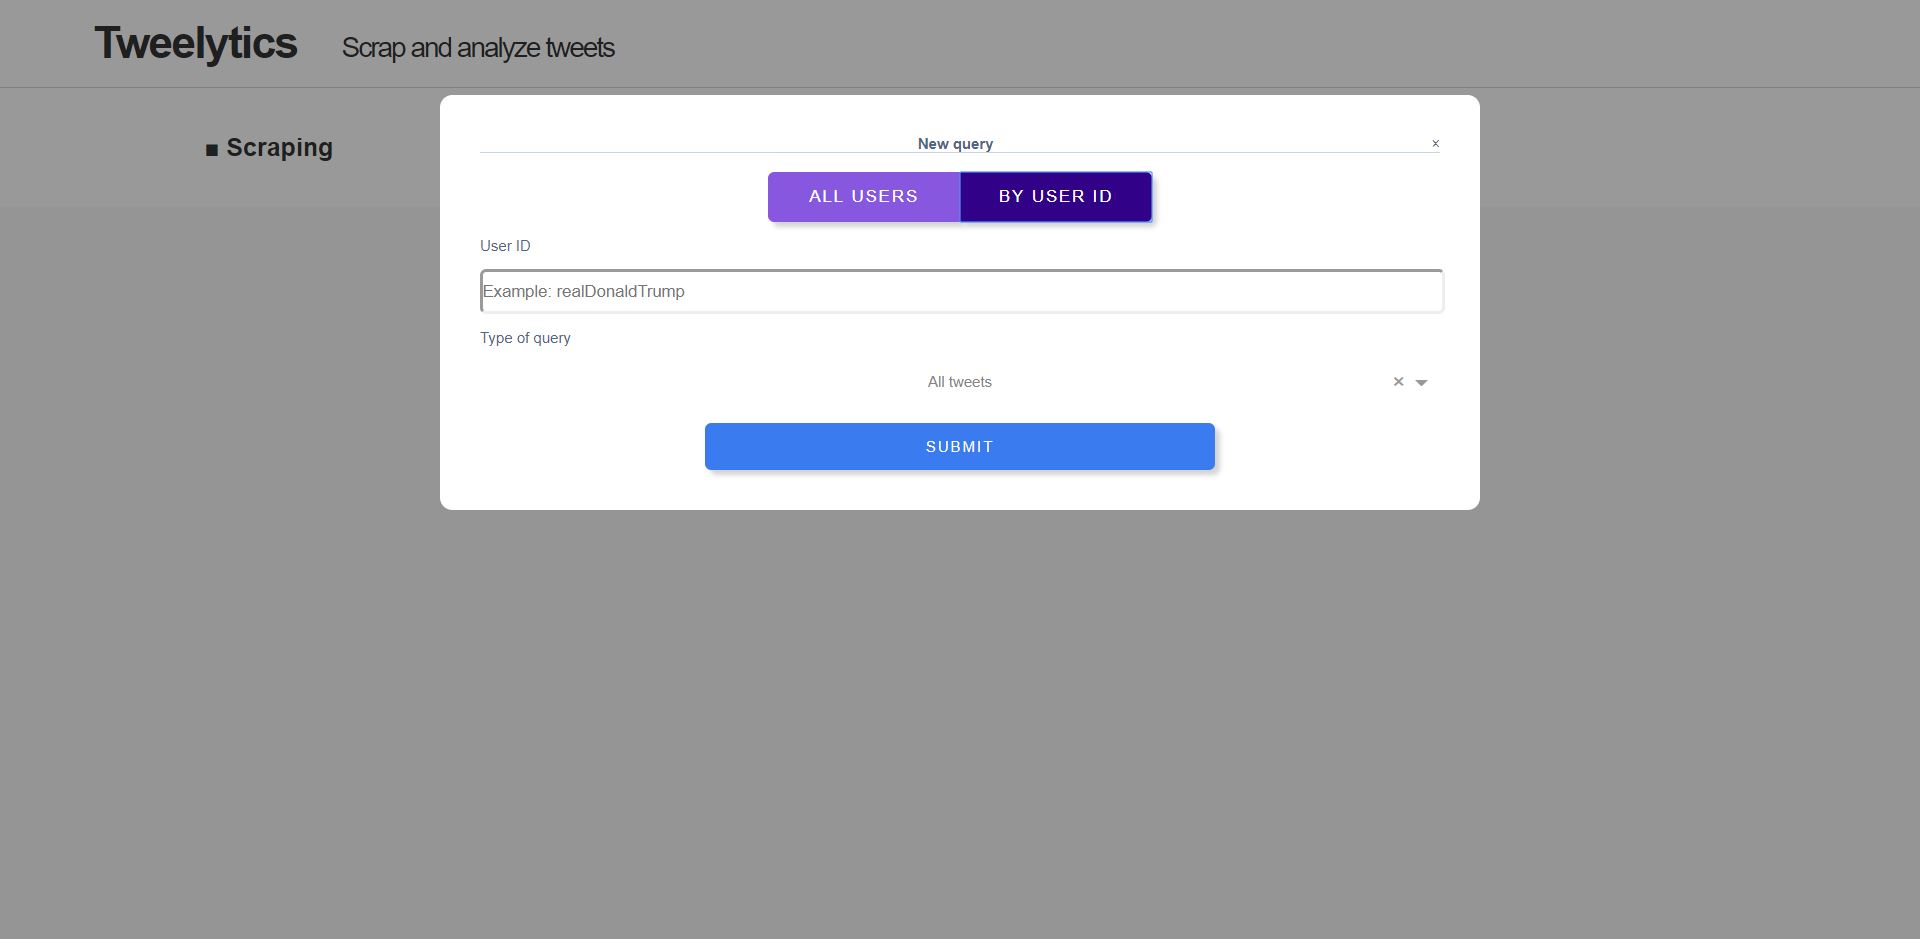 Tweelytics
Scrap and analyze tweets
Scraping
New query ×
ALL USERS
BY USER ID
User ID
Example: realDonaldTrump
Type of query
All tweets ×
SUBMIT